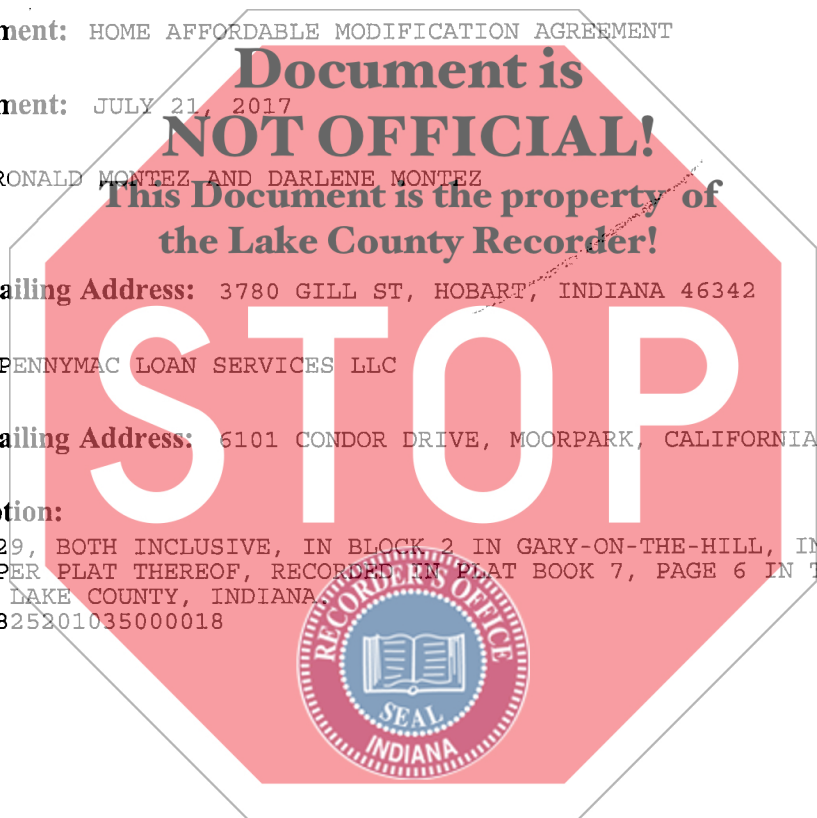 ment: HOME AFFORDABLE MODIFICATION AGREEMENT
Document is
ment: JULY 21, 2017
NOT OFFICIAL!
RONALD MONTEZ AND DARLENE MONTEZ
This Document is the property of
the Lake County Recorder!
ailing Address: 3780 GILL ST, HOBART, INDIANA 46342
STOP
PENNYMAC LOAN SERVICES LLC
ailing Address: 6101 CONDOR DRIVE, MOORPARK, CALIFORNIA
tion:
29, BOTH INCLUSIVE, IN BLOCK 2 IN GARY-ON-THE-HILL, IN
PER PLAT THEREOF, RECORDED IN PLAT BOOK 7, PAGE 6 IN T
LAKE COUNTY, INDIANA.
825201035000018
RECORDER'S OFFICE
SEAL
INDIANA